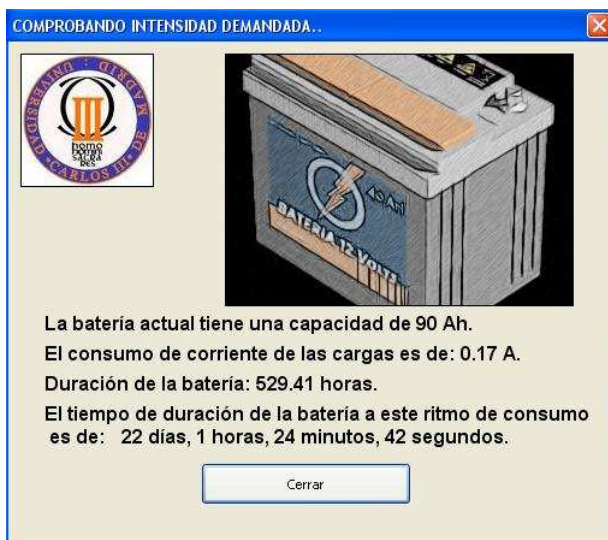 COMPROBANDO INTENSIDAD DEMANDADA..
UNIVERSIDAD «CARLOS III» DE MADRID
homo
homini
SACRA
RES
40 AH
BATERIA 12 VOLTS
La batería actual tiene una capacidad de 90 Ah.
El consumo de corriente de las cargas es de: 0.17 A.
Duración de la batería: 529.41 horas.
El tiempo de duración de la batería a este ritmo de consumo
es de: 22 días, 1 horas, 24 minutos, 42 segundos.
Cerrar